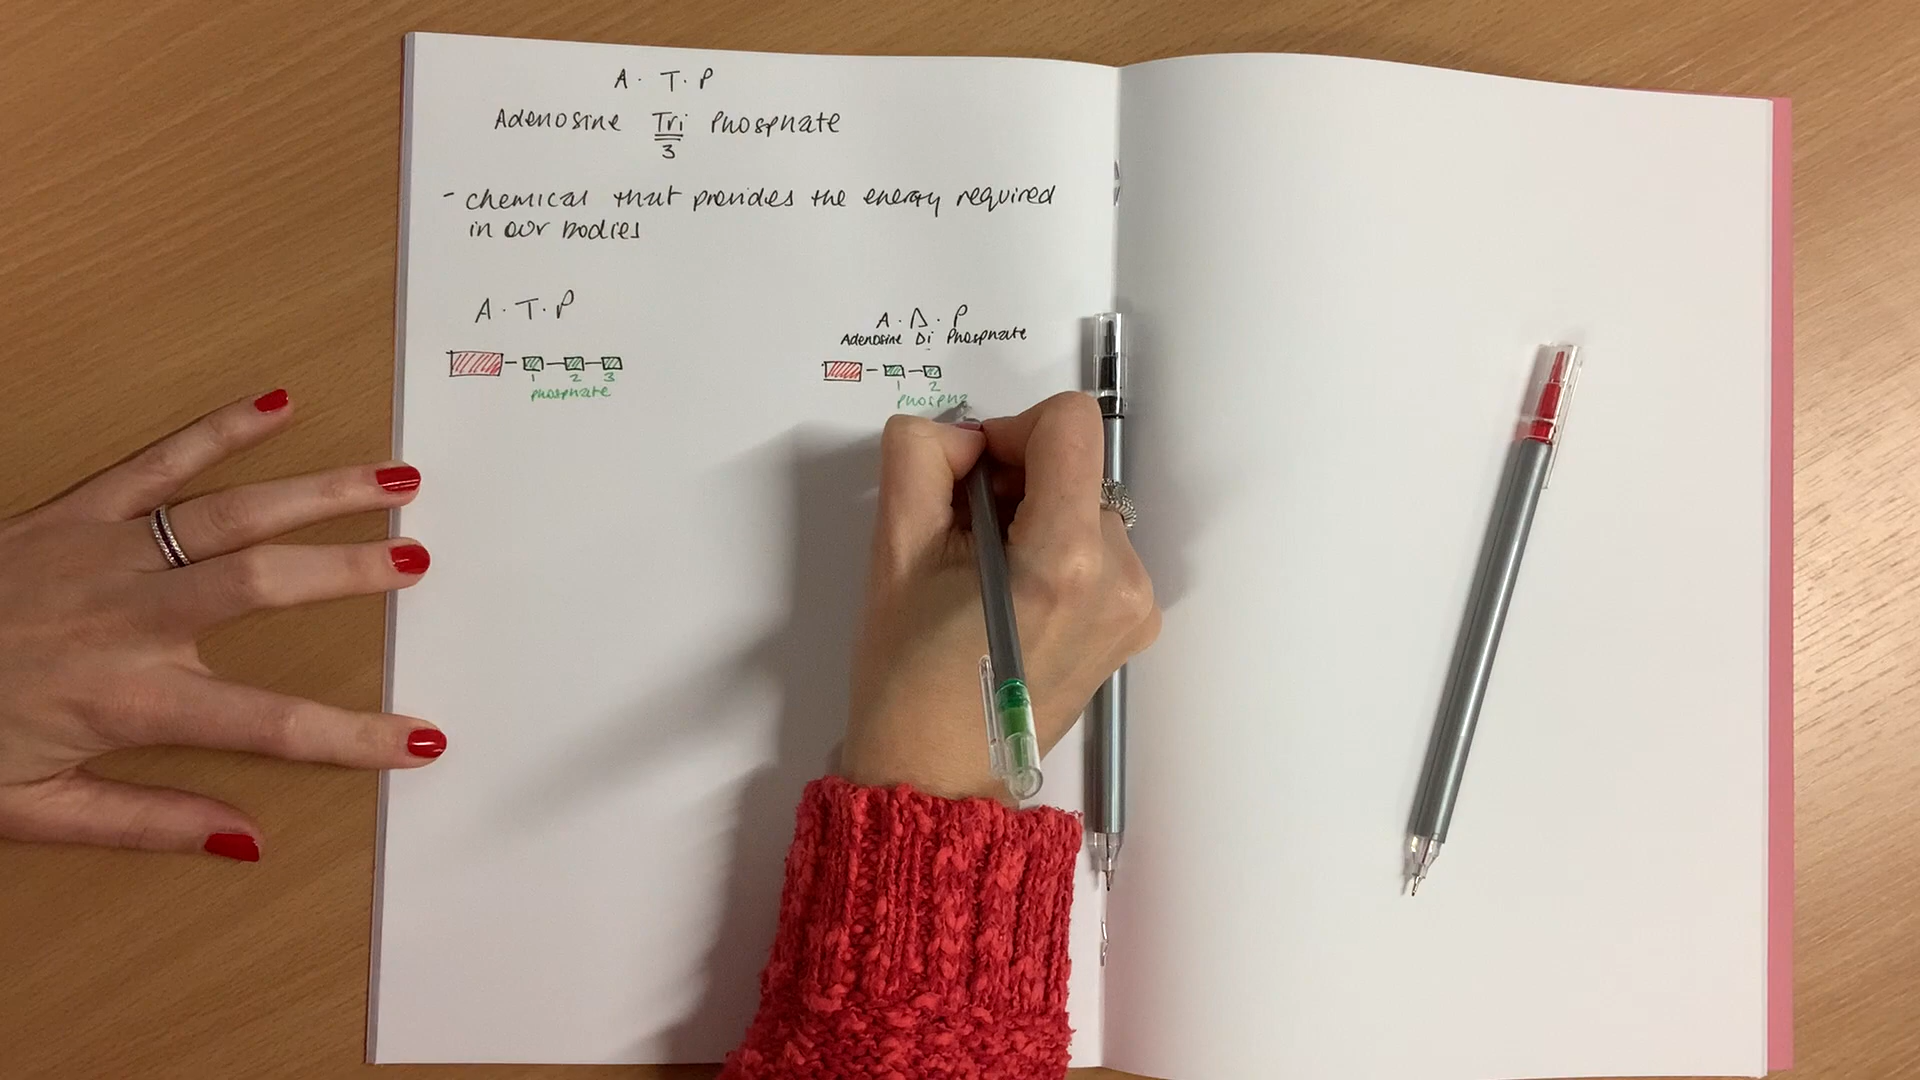 A. T. P
Adenosine Tri Phosphate
3
- chemical that provides the energy required
in our bodies
A. T. P
1 2 3
phosphate
A. D. P
Adenosine Di Phosphate
1 2
phospha